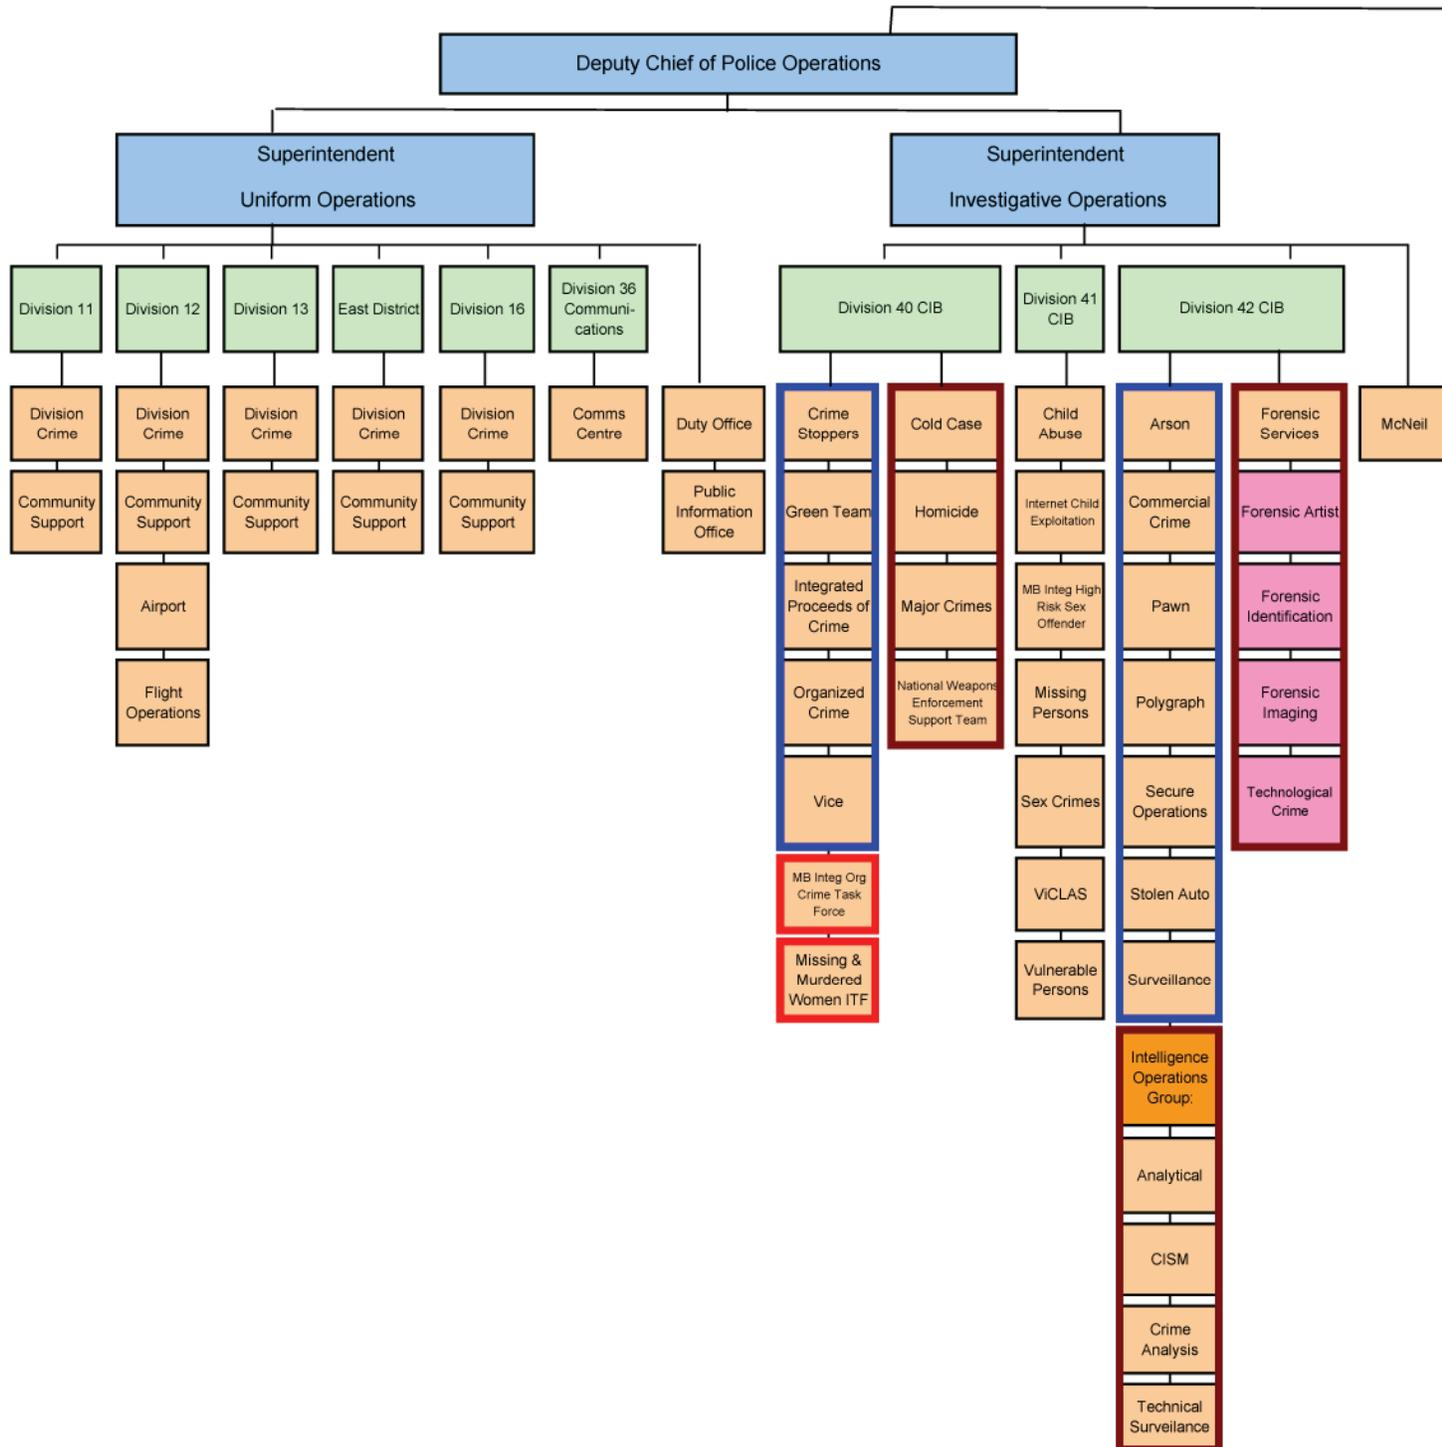 Deputy Chief of Police Operations
Superintendent
Uniform Operations
Superintendent
Investigative Operations
Division 11
Division 12
Division 13
East District
Division 16
Division 36
Communi-
cations
Division 40 CIB
Division 41
CIB
Division 42 CIB
Division
Crime
Community
Support
Division
Crime
Community
Support
Airport
Flight
Operations
Division
Crime
Community
Support
Division
Crime
Community
Support
Division
Crime
Community
Support
Comms
Centre
Duty Office
Public
Information
Office
Crime
Stoppers
Green Team
Integrated
Proceeds of
Crime
Organized
Crime
Vice
MB Integ Org
Crime Task
Force
Missing &
Murdered
Women ITF
Cold Case
Homicide
Major Crimes
National Weapons
Enforcement
Support Team
Child
Abuse
Internet Child
Exploitation
MB Integ High
Risk Sex
Offender
Missing
Persons
Sex Crimes
ViCLAS
Vulnerable
Persons
Arson
Commercial
Crime
Pawn
Polygraph
Secure
Operations
Stolen Auto
Surveillance
Intelligence
Operations
Group:
Analytical
CISM
Crime
Analysis
Technical
Surveilance
Forensic
Services
Forensic Artist
Forensic
Identification
Forensic
Imaging
Technological
Crime
McNeil